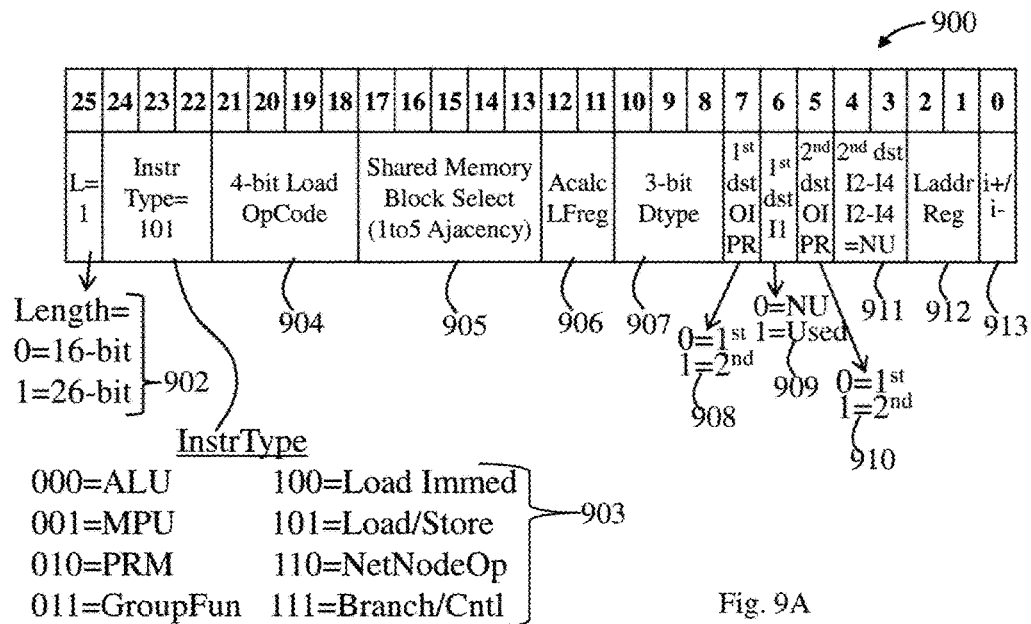 900
25 24 23 22 21 20 19 18 17 16 15 14 13 12 11 10 9 8 7 6 5 4 3 2 1 0
L=
1
Instr
Type=
101
4-bit Load
OpCode
Shared Memory
Block Select
(1to5 Ajacency)
Acalc
LFreg
3-bit
Dtype
1st
dst
OI
PR
1st
dst
I1
2nd
dst
OI
PR
2nd dst
I2-I4
I2-I4
=NU
Laddr
Reg
i+/
i-
Length=
0=16-bit
1=26-bit
902
904
905
906
907
0=1st
1=2nd
908
0=NU
1=Used
909
0=1st
1=2nd
910
911
912
913
InstrType
000=ALU 100=Load Immed
001=MPU 101=Load/Store
010=PRM 110=NetNodeOp
011=GroupFun 111=Branch/Cntl
903
Fig. 9A